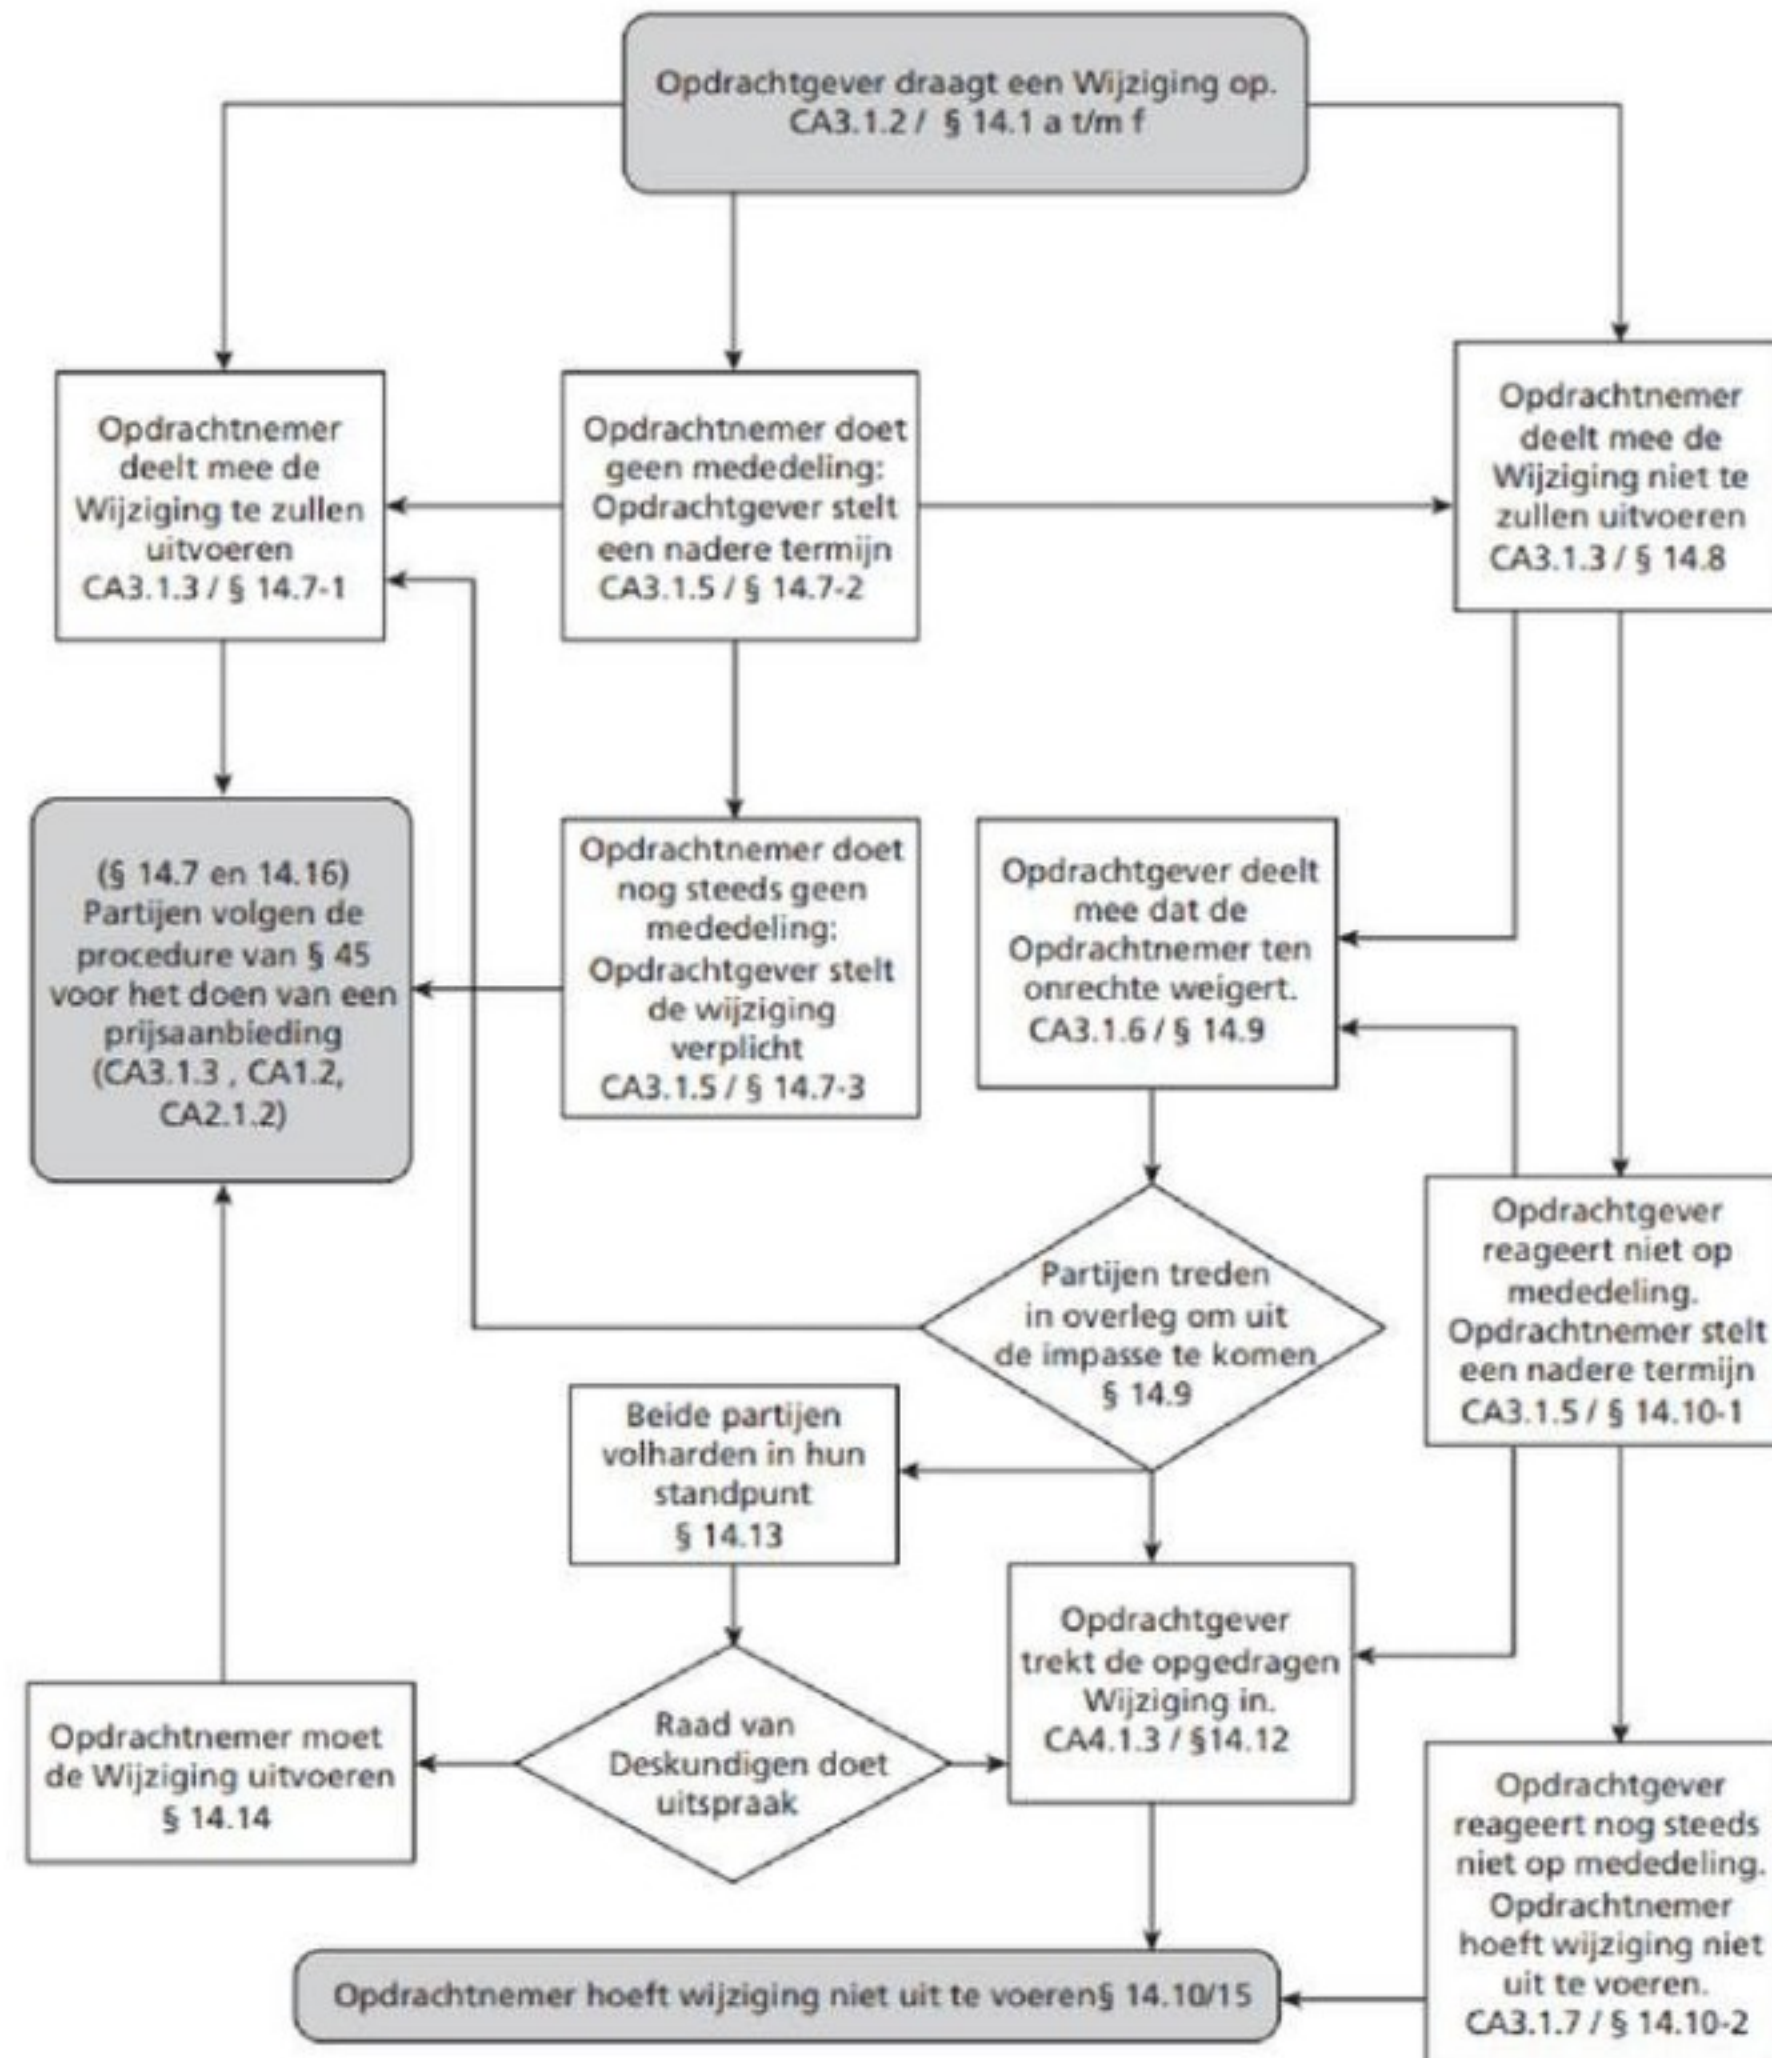 Opdrachtgever draagt een Wijziging op.
CA3.1.2 / § 14.1 a t/m f
Opdrachtnemer
deelt mee de
Wijziging te zullen
uitvoeren
CA3.1.3 / § 14.7-1
Opdrachtnemer doet
geen mededeling:
Opdrachtgever stelt
een nadere termijn
CA3.1.5 / § 14.7-2
Opdrachtnemer
deelt mee de
Wijziging niet te
zullen uitvoeren
CA3.1.3 / § 14.8
(§ 14.7 en 14.16)
Partijen volgen de
procedure van § 45
voor het doen van een
prijsaanbieding
(CA3.1.3 , CA1.2,
CA2.1.2)
Opdrachtnemer doet
nog steeds geen
mededeling:
Opdrachtgever stelt
de wijziging
verplicht
CA3.1.5 / § 14.7-3
Opdrachtgever deelt
mee dat de
Opdrachtnemer ten
onrechte weigert.
CA3.1.6 / § 14.9
Partijen treden
in overleg om uit
de impasse te komen
§ 14.9
Opdrachtgever
reageert niet op
mededeling.
Opdrachtnemer stelt
een nadere termijn
CA3.1.5 / § 14.10-1
Beide partijen
volharden in hun
standpunt
§ 14.13
Opdrachtgever
trekt de opgedragen
Wijziging in.
CA4.1.3 / §14.12
Opdrachtnemer moet
de Wijziging uitvoeren
§ 14.14
Raad van
Deskundigen doet
uitspraak
Opdrachtgever
reageert nog steeds
niet op mededeling.
Opdrachtnemer
hoeft wijziging niet
uit te voeren.
CA3.1.7 / § 14.10-2
Opdrachtnemer hoeft wijziging niet uit te voeren§ 14.10/15